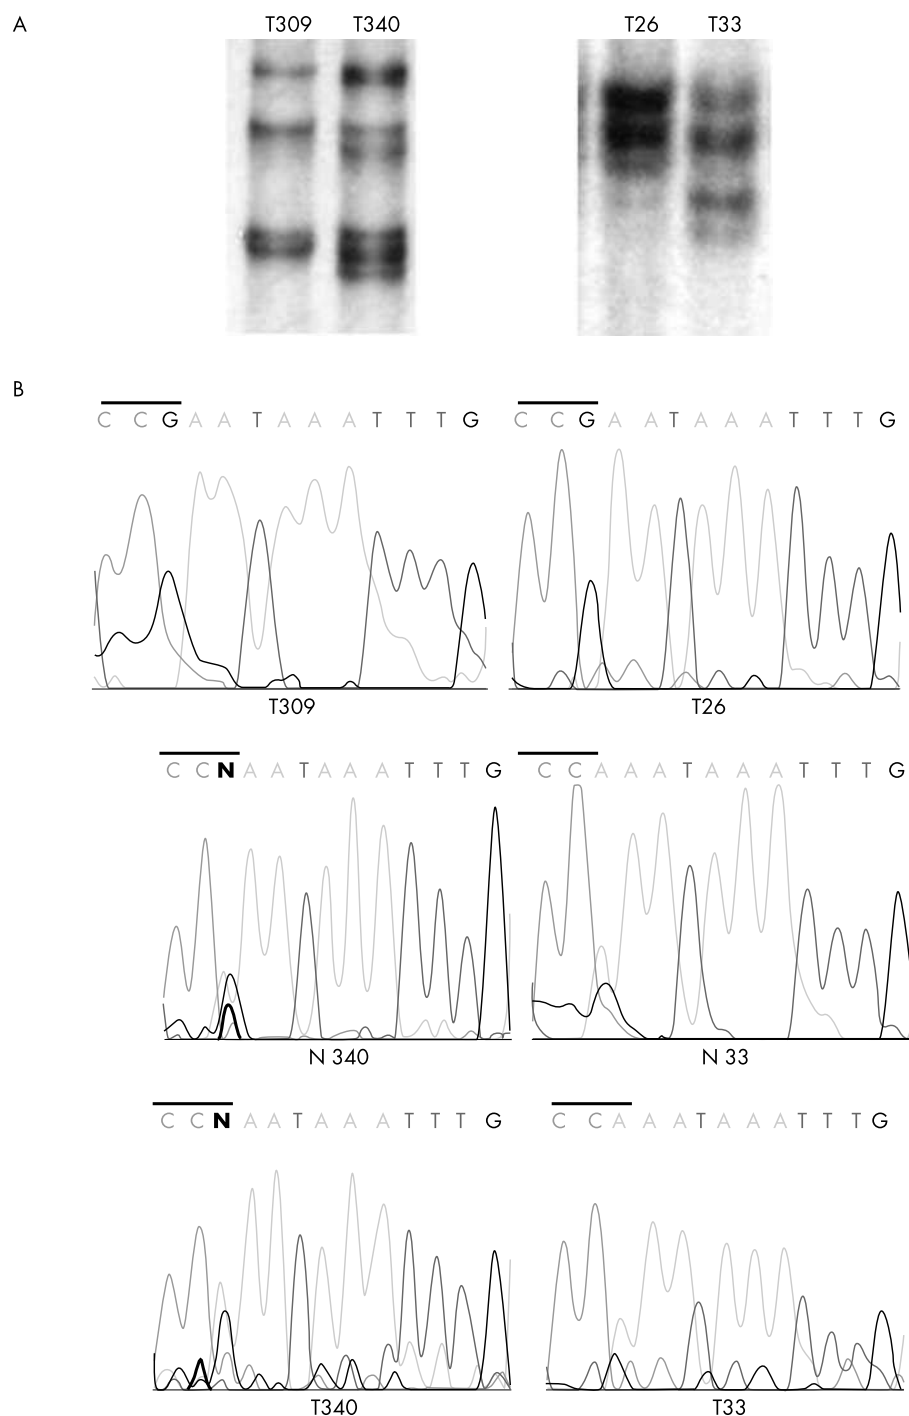 A
T309 T340 T26 T33
B
C C G A A T A A A T T T G
C C G A A T A A A T T T G
T309 T26
C C N A A T A A A T T T G
C C A A A T A A A T T T G
N 340 N 33
C C N A A T A A A T T T G
C C A A A T A A A T T T G
T340 T33